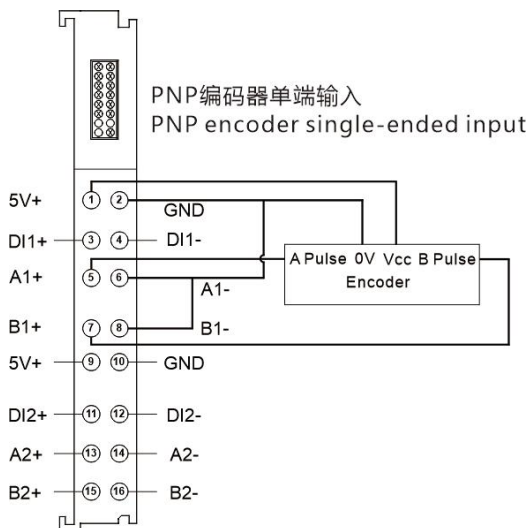 PNP编码器单端输入
PNP encoder single-ended input
5V+ 1 2 GND
DI1+ 3 4 DI1-
A Pulse 0V Vcc B Pulse
Encoder
A1+ 5 6 A1-
B1+ 7 8 B1-
5V+ 9 10 GND
DI2+ 11 12 DI2-
A2+ 13 14 A2-
B2+ 15 16 B2-